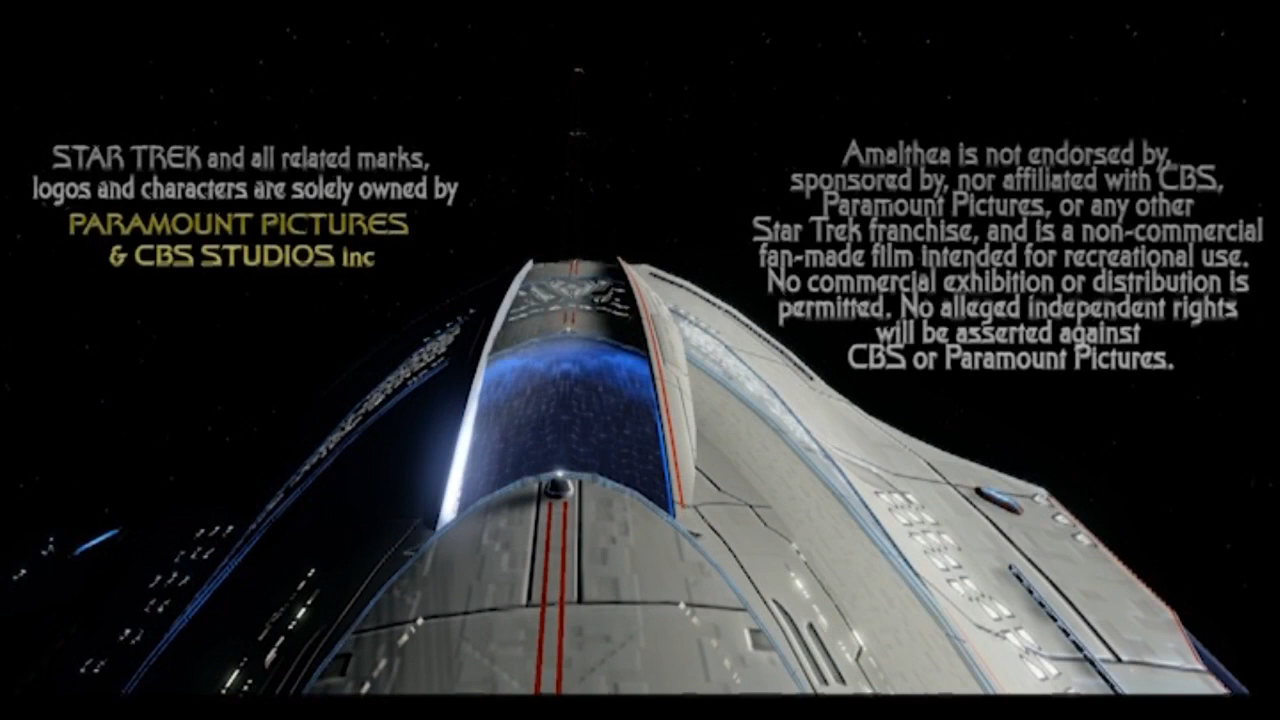 STAR TREK and all related marks,
logos and characters are solely owned by
PARAMOUNT PICTURES
& CBS STUDIOS inc
Amalthea is not endorsed by,
sponsored by, nor affiliated with CBS,
Paramount Pictures, or any other
Star Trek franchise, and is a non-commercial
fan-made film intended for recreational use.
No commercial exhibition or distribution is
permitted. No alleged independent rights
will be asserted against
CBS or Paramount Pictures.